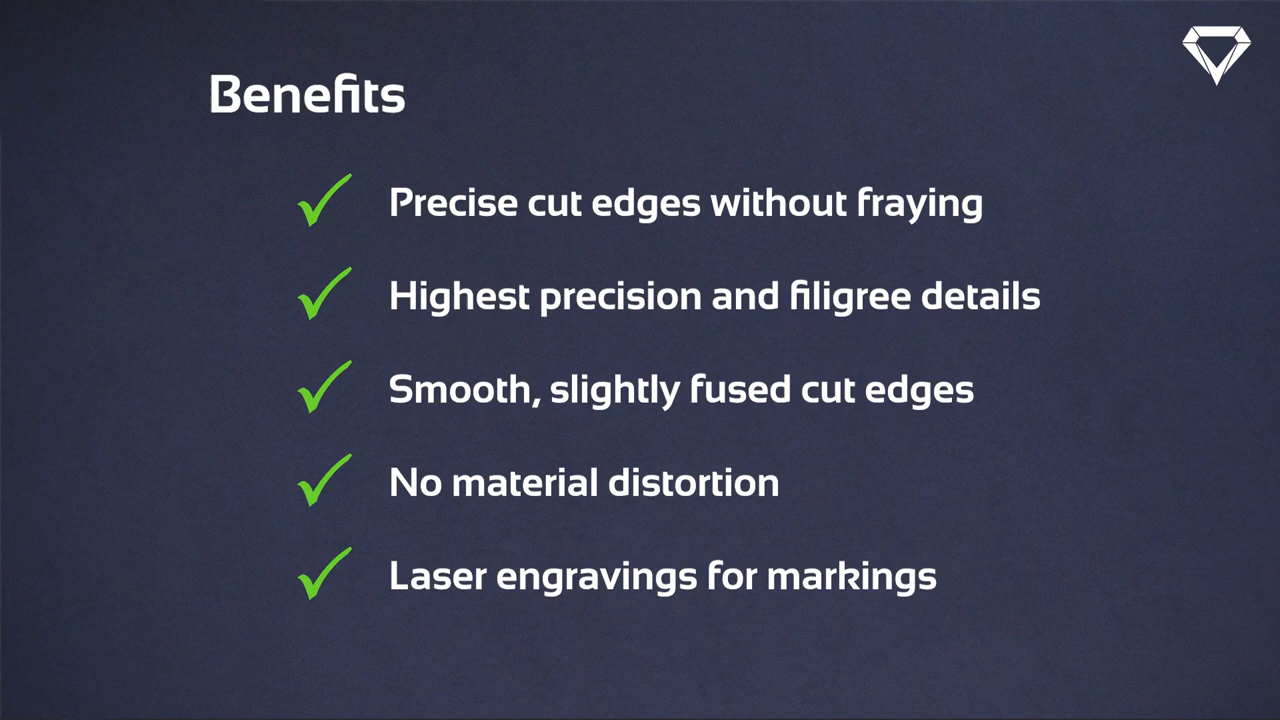 Benefits
Precise cut edges without fraying
Highest precision and filigree details
Smooth, slightly fused cut edges
No material distortion
Laser engravings for markings